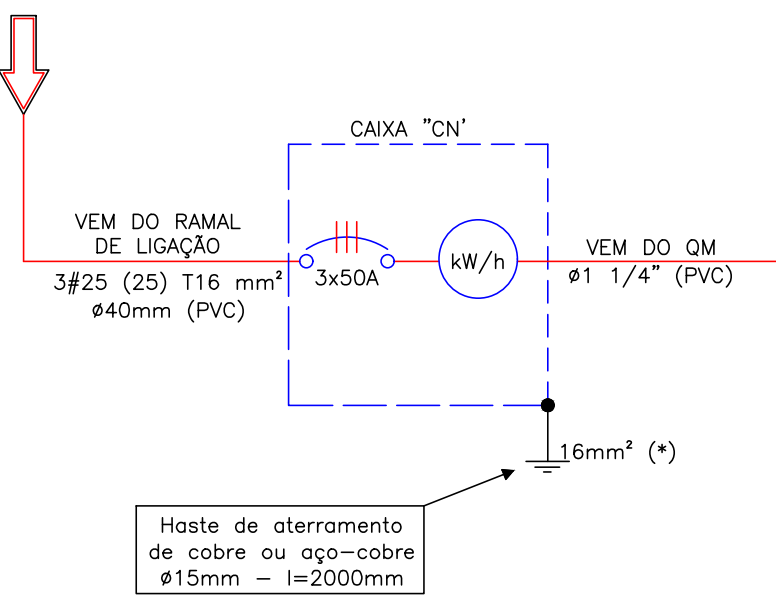 CAIXA "CN'
VEM DO RAMAL
DE LIGAÇÃO
3#25 (25) T16 mm²
ø40mm (PVC)
3x50A
kW/h
VEM DO QM
ø1 1/4" (PVC)
16mm² (*)
Haste de aterramento
de cobre ou aço-cobre
ø15mm - l=2000mm